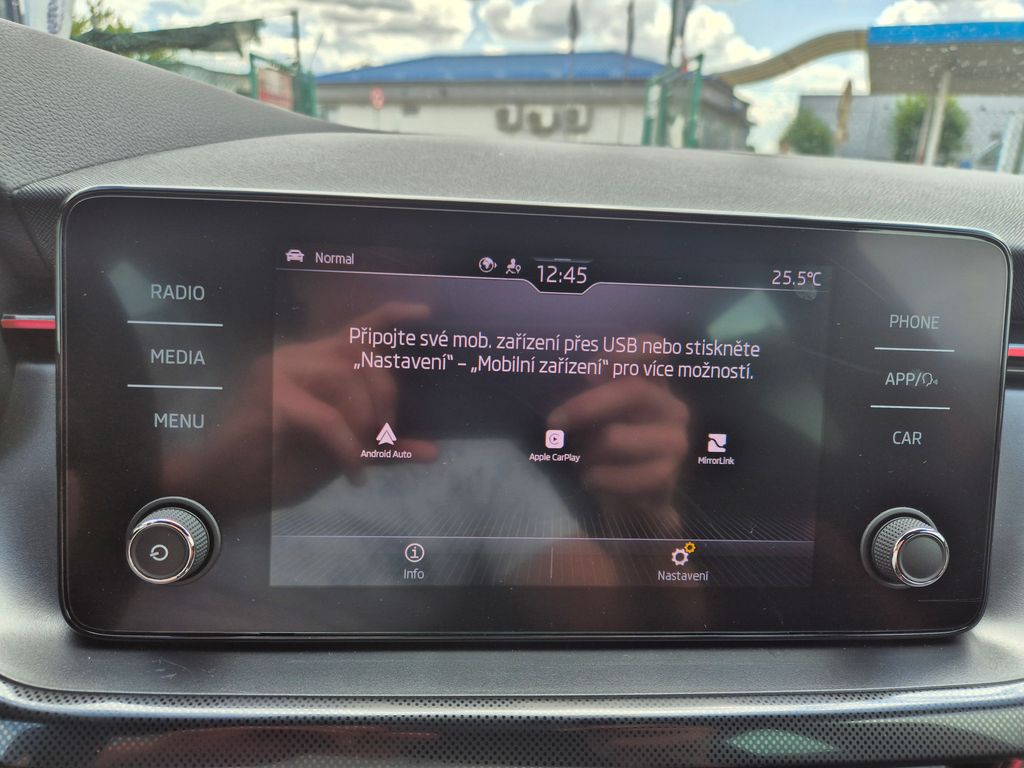 Normal
12:45
25.5°C
RADIO
MEDIA
MENU
PHONE
APP/
CAR
Připojte své mob. zařízení přes USB nebo stiskněte
„Nastavení“ – „Mobilní zařízení“ pro více možností.
Android Auto
Apple CarPlay
MirrorLink
Info
Nastavení